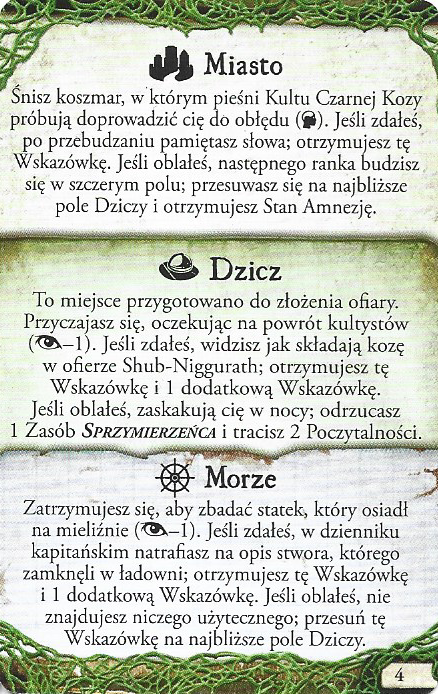 Miasto
Śnisz koszmar, w którym pieśni Kultu Czarnej Kozy
próbują doprowadzić cię do obłędu ( ). Jeśli zdałeś,
po przebudzaniu pamiętasz słowa; otrzymujesz tę
Wskazówkę. Jeśli oblałeś, następnego ranka budzisz
się w szczerym polu; przesuwasz się na najbliższe
pole Dziczy i otrzymujesz Stan Amnezję.
Dzicz
To miejsce przygotowano do złożenia ofiary.
Przyczajasz się, oczekując na powrót kultystów
( –1). Jeśli zdałeś, widzisz jak składają kozę
w ofierze Shub-Niggurath; otrzymujesz tę
Wskazówkę i 1 dodatkową Wskazówkę.
Jeśli oblałeś, zaskakują cię w nocy; odrzucasz
1 Zasób SPRZYMIERZEŃCA i tracisz 2 Poczytalności.
Morze
Zatrzymujesz się, aby zbadać statek, który osiadł
na mieliźnie ( –1). Jeśli zdałeś, w dzienniku
kapitańskim natrafiasz na opis stwora, którego
zamknęli w ładowni; otrzymujesz tę Wskazówkę
i 1 dodatkową Wskazówkę. Jeśli oblałeś, nie
znajdujesz niczego użytecznego; przesuń tę
Wskazówkę na najbliższe pole Dziczy.
4